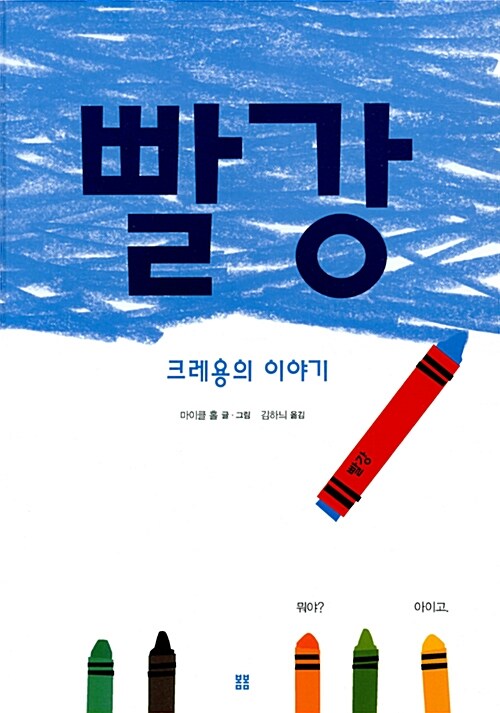 빨강
크레용의 이야기
마이클 홀 글·그림 김하늬 옮김
빨강
뭐야?
아이고.
봄봄